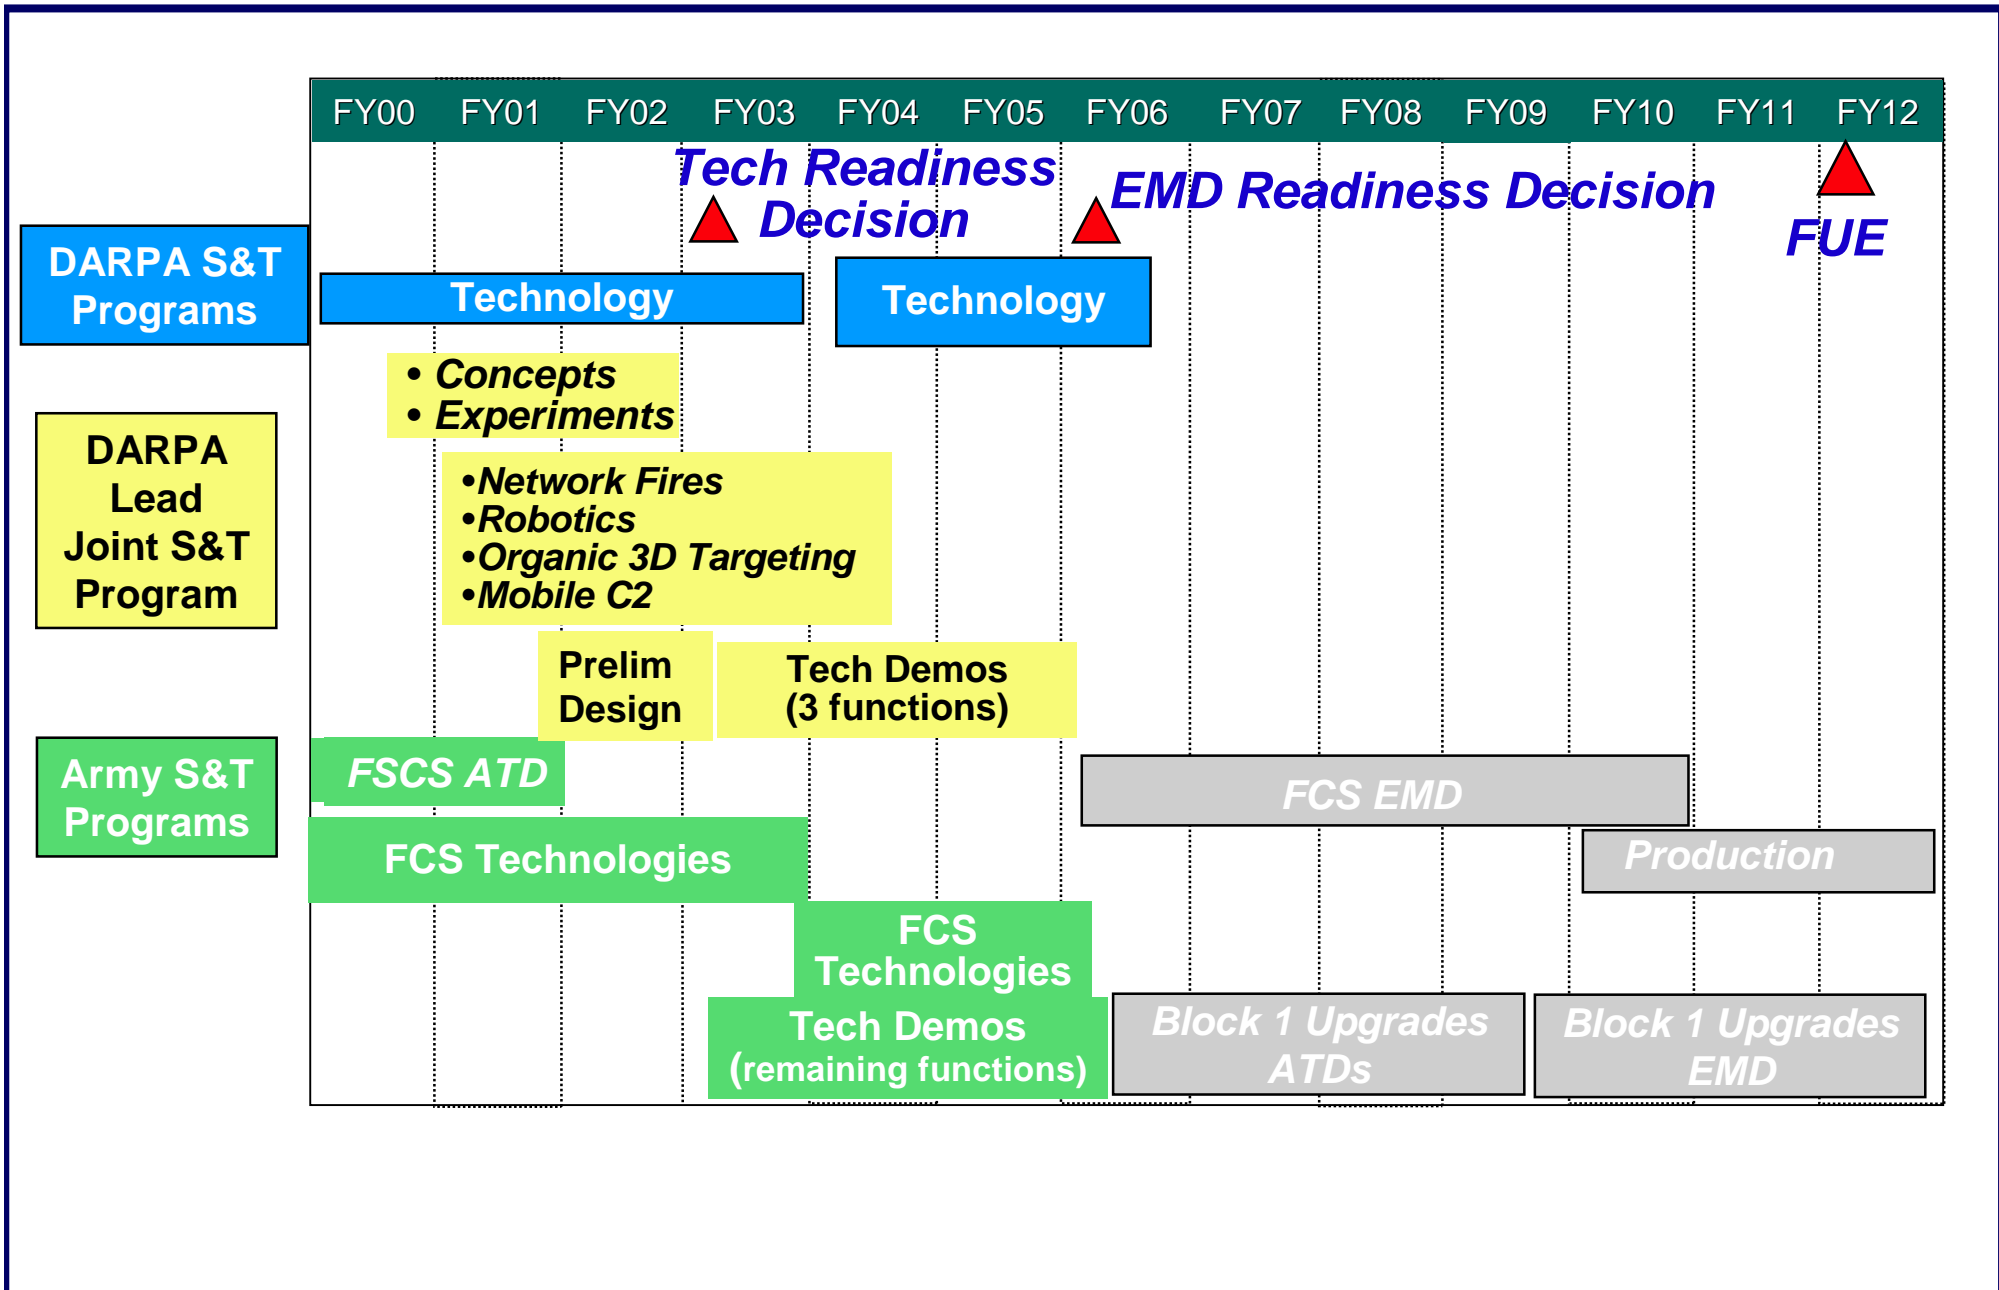 FY00 FY01 FY02 FY03 FY04 FY05 FY06 FY07 FY08 FY09 FY10 FY11 FY12
Tech Readiness
Decision
EMD Readiness Decision
FUE
DARPA S&T
Programs
Technology
Technology
• Concepts
• Experiments
DARPA
Lead
Joint S&T
Program
•Network Fires
•Robotics
•Organic 3D Targeting
•Mobile C2
Prelim
Design
Tech Demos
(3 functions)
Army S&T
Programs
FSCS ATD
FCS EMD
FCS Technologies
Production
FCS
Technologies
Tech Demos
(remaining functions)
Block 1 Upgrades
ATDs
Block 1 Upgrades
EMD